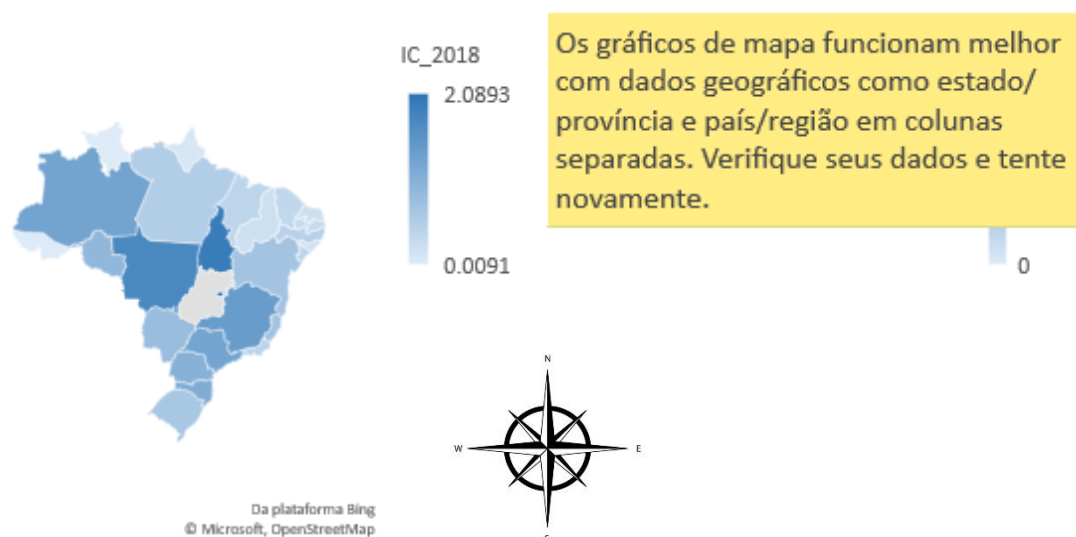 IC_2018
2.0893
0.0091
Os gráficos de mapa funcionam melhor
com dados geográficos como estado/
província e país/região em colunas
separadas. Verifique seus dados e tente
novamente.
0
N
W
E
Da plataforma Bing
© Microsoft, OpenStreetMap